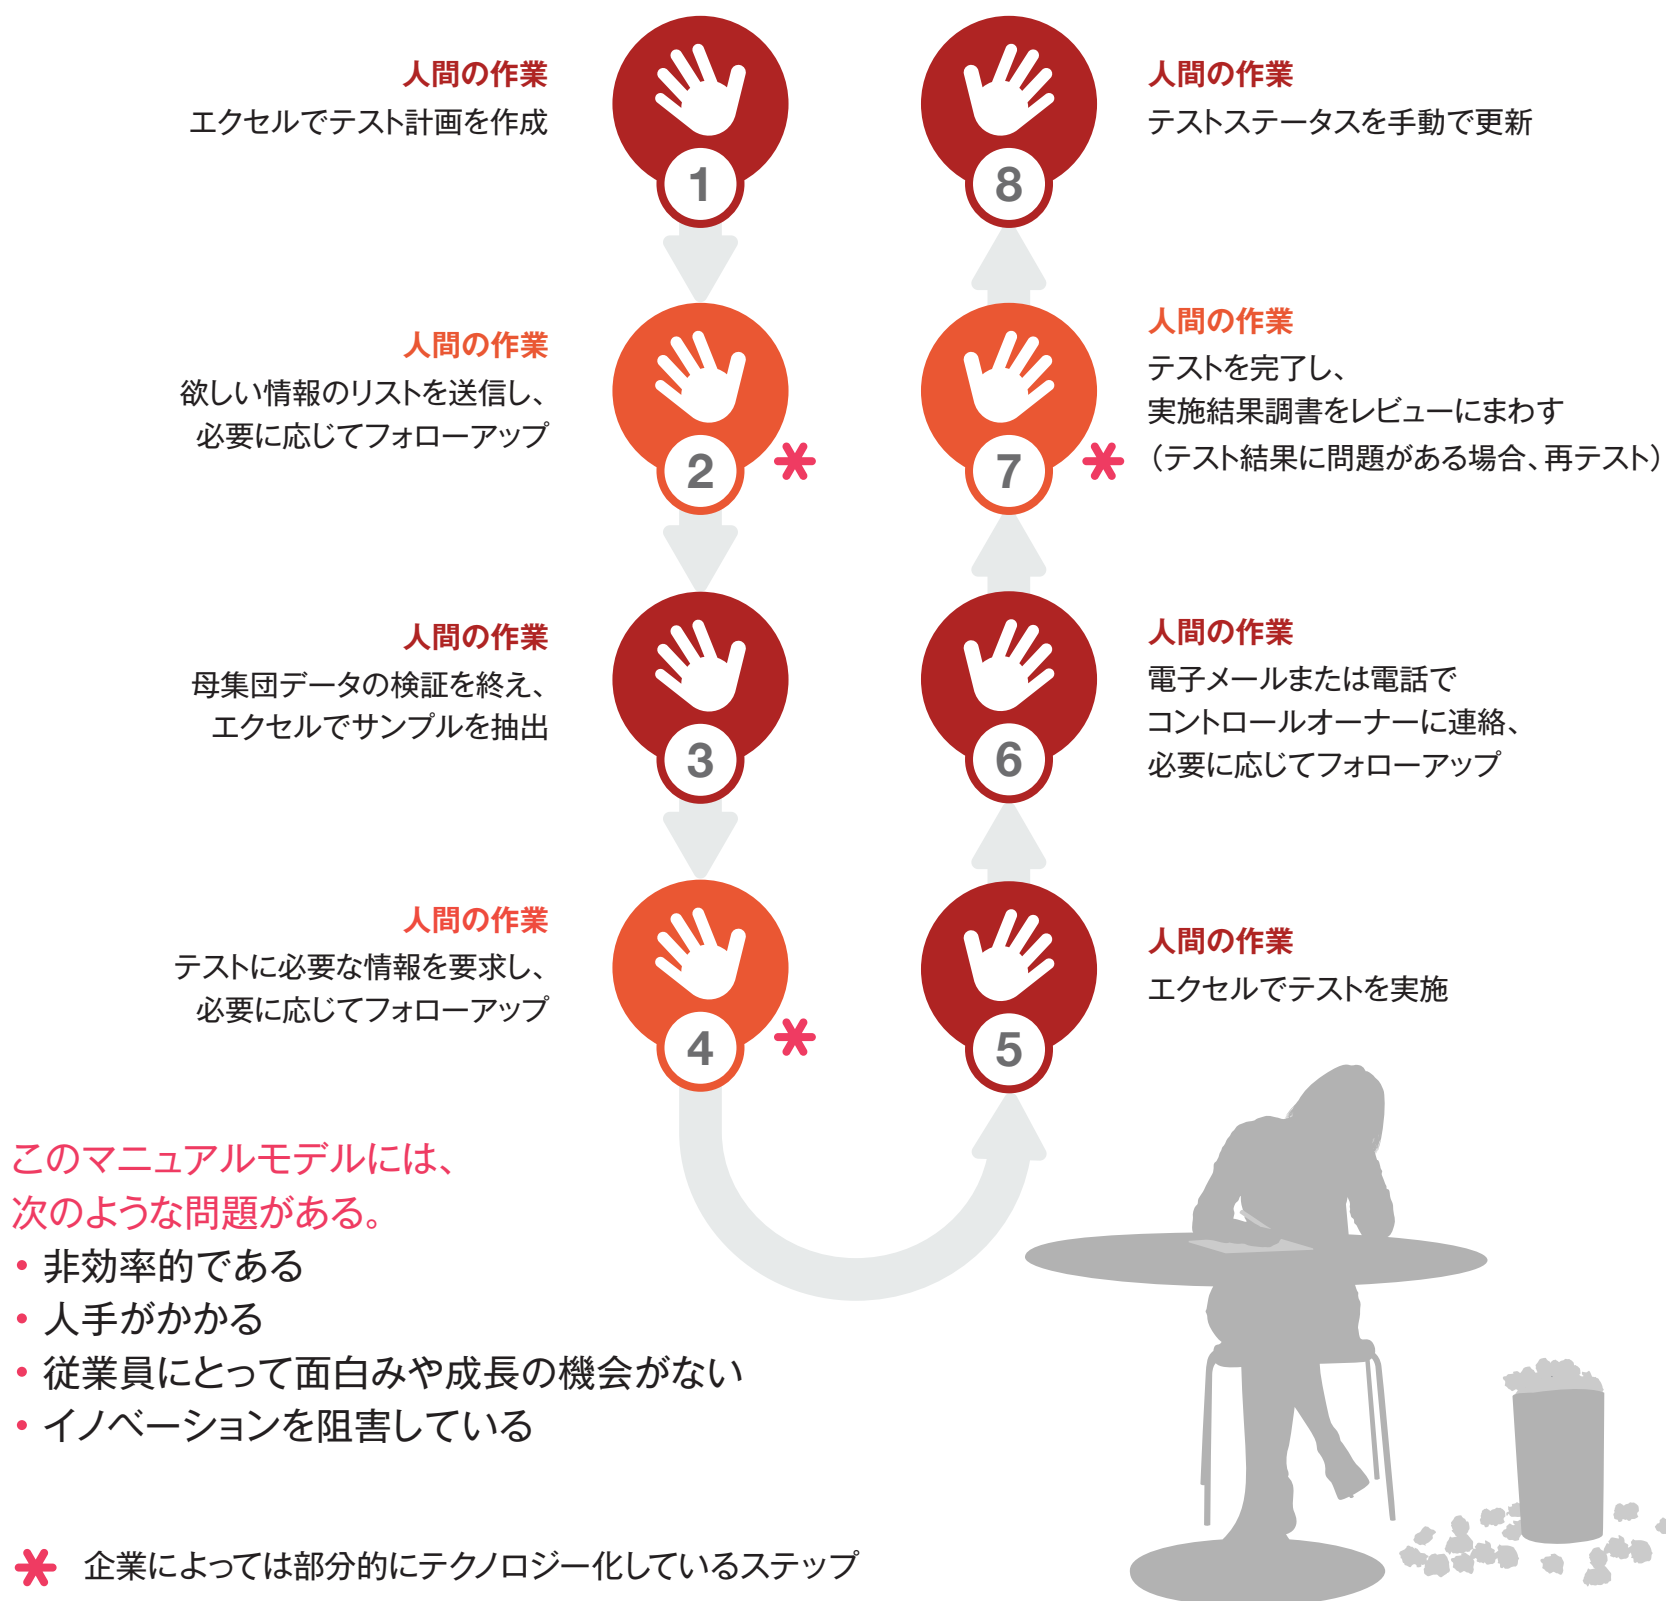 人間の作業
エクセルでテスト計画を作成
1
人間の作業
欲しい情報のリストを送信し、
必要に応じてフォローアップ
2
*
人間の作業
母集団データの検証を終え、
エクセルでサンプルを抽出
3
人間の作業
テストに必要な情報を要求し、
必要に応じてフォローアップ
4
*
人間の作業
エクセルでテストを実施
5
人間の作業
電子メールまたは電話で
コントロールオーナーに連絡、
必要に応じてフォローアップ
6
人間の作業
テストを完了し、
実施結果調書をレビューにまわす
（テスト結果に問題がある場合、再テスト）
7
*
人間の作業
テストステータスを手動で更新
8
このマニュアルモデルには、
次のような問題がある。
・非効率的である
・人手がかかる
・従業員にとって面白みや成長の機会がない
・イノベーションを阻害している
* 企業によっては部分的にテクノロジー化しているステップ